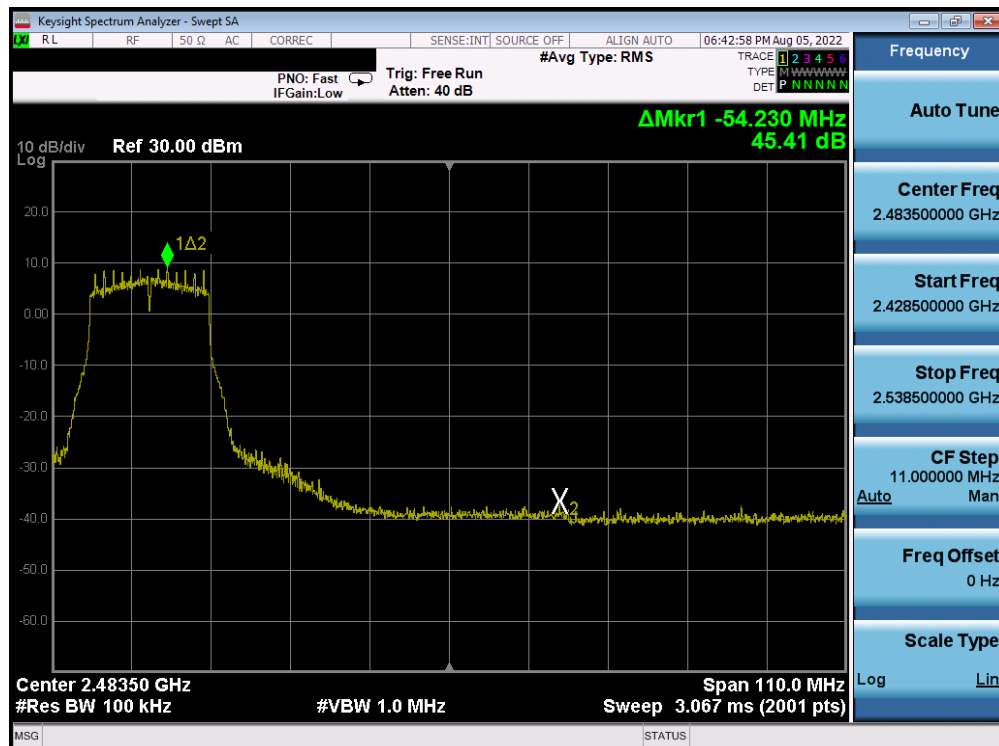 Keysight Spectrum Analyzer - Swept SA
LXI RL RF 50 Ω AC CORREC SENSE:INT SOURCE OFF ALIGN AUTO 06:42:58 PM Aug 05, 2022
#Avg Type: RMS TRACE 1 2 3 4 5 6
PNO: Fast Trig: Free Run TYPE M WWWWW
IFGain:Low Atten: 40 dB DET P N N N N N
ΔMkr1 -54.230 MHz
45.41 dB
10 dB/div Ref 30.00 dBm
Log
20.0
1Δ2
10.0
0.00
-10.0
-20.0
-30.0
X2
-40.0
-50.0
-60.0
Center 2.48350 GHz Span 110.0 MHz
#Res BW 100 kHz #VBW 1.0 MHz Sweep 3.067 ms (2001 pts)
MSG STATUS
Frequency
Auto Tune
Center Freq
2.483500000 GHz
Start Freq
2.428500000 GHz
Stop Freq
2.538500000 GHz
CF Step
11.000000 MHz
Auto Man
Freq Offset
0 Hz
Scale Type
Log Lin